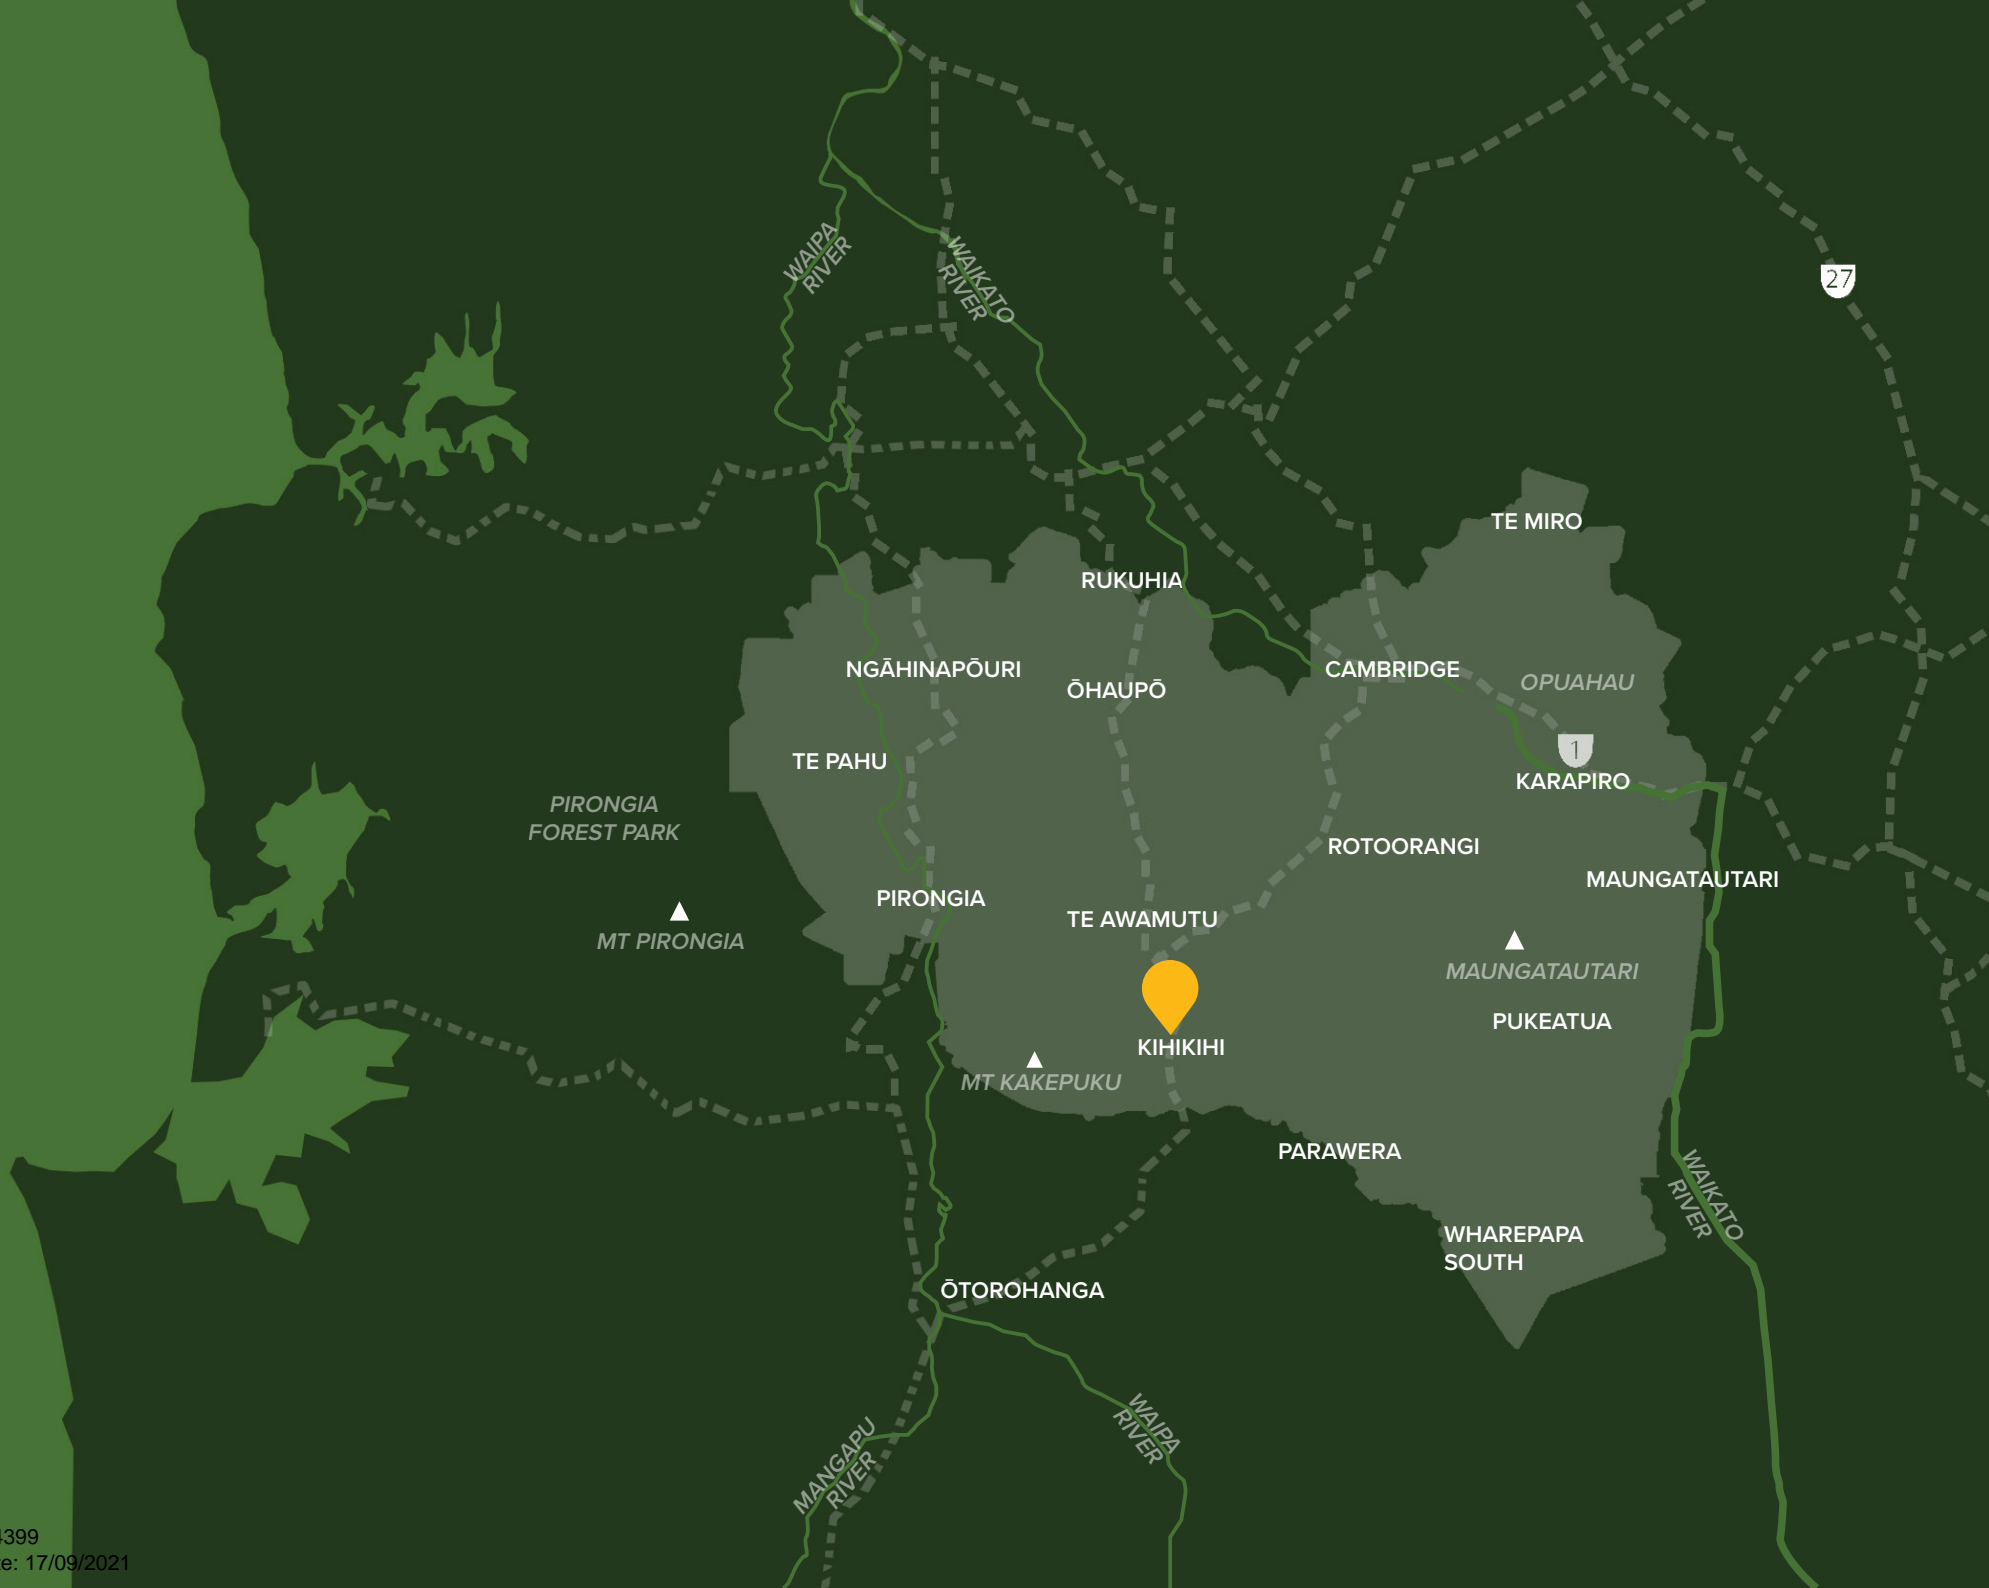 WAIPA
RIVER
WAIKATO
RIVER
27
TE MIRO
RUKUHIA
NGĀHINAPŌURI
ŌHAUPŌ
CAMBRIDGE
OPUAHAU
1
TE PAHU
KARAPIRO
PIRONGIA
FOREST PARK
ROTOORANGI
MAUNGATAUTARI
PIRONGIA
TE AWAMUTU
MT PIRONGIA
MAUNGATAUTARI
PUKEATUA
KIHIKIHI
MT KAKEPUKU
PARAWERA
WAIKATO
RIVER
WHAREPAPA
SOUTH
ŌTOROHANGA
WAIPA
RIVER
MANGAPU
RIVER
17/09/2021